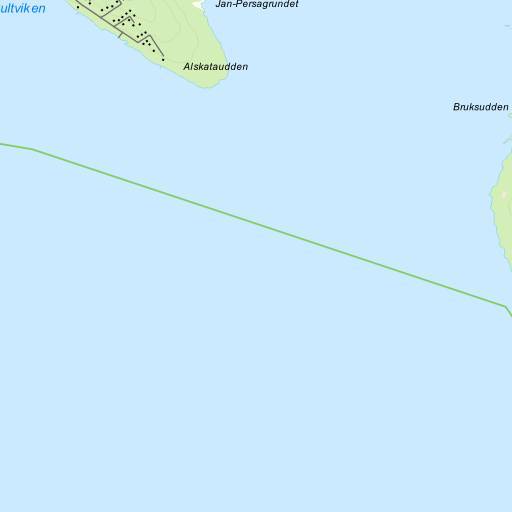 Jan-Persagrundet
ultviken
Alskataudden
Bruksudden